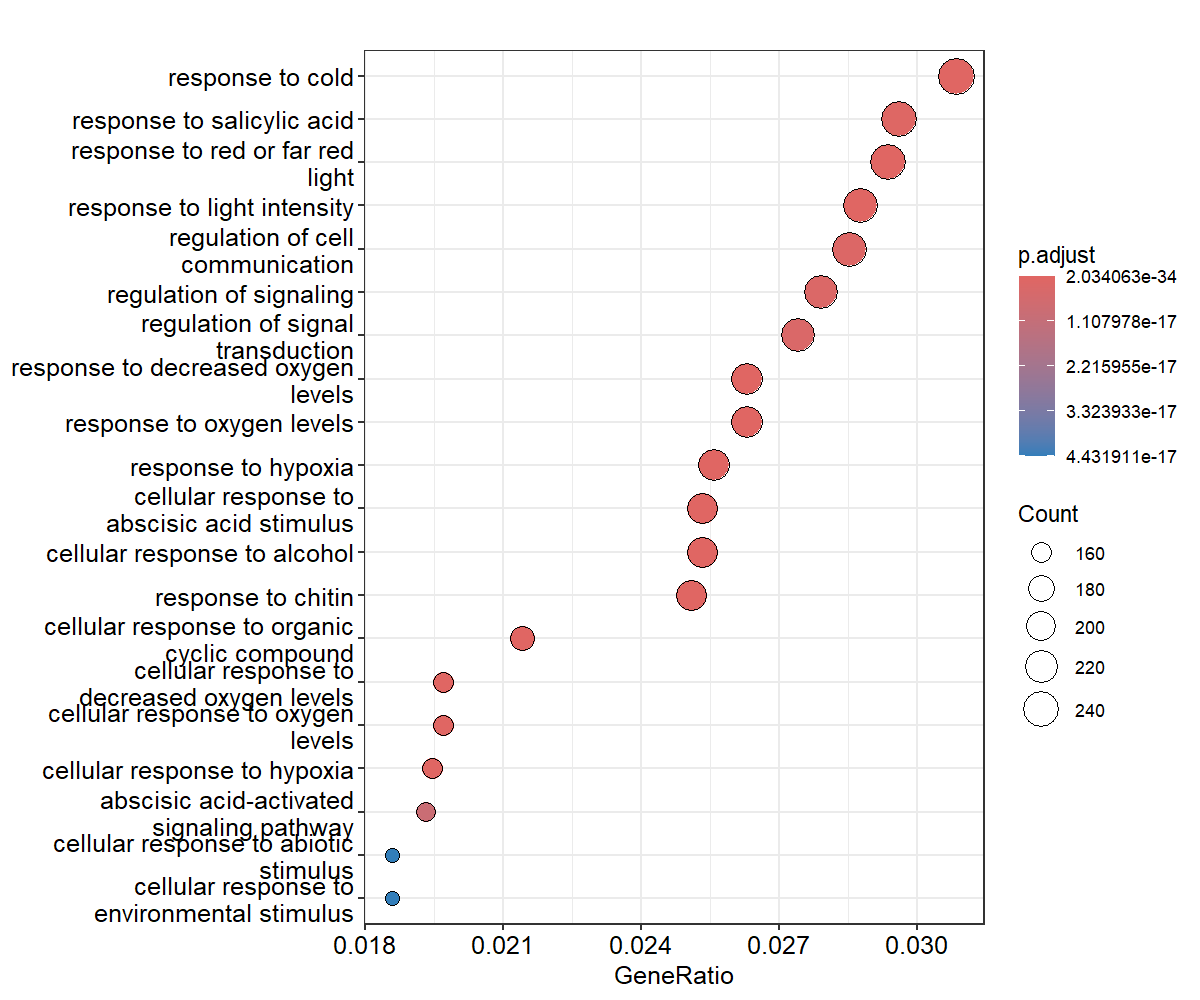 response to cold
response to salicylic acid
response to red or far red
light
response to light intensity
regulation of cell
communication
regulation of signaling
regulation of signal
transduction
response to decreased oxygen
levels
response to oxygen levels
response to hypoxia
cellular response to
abscisic acid stimulus
cellular response to alcohol
response to chitin
cellular response to organic
cyclic compound
cellular response to
decreased oxygen levels
cellular response to oxygen
levels
cellular response to hypoxia
abscisic acid-activated
signaling pathway
cellular response to abiotic
stimulus
cellular response to
environmental stimulus
0.018
0.021
0.024
0.027
0.030
GeneRatio
p.adjust
2.034063e-34
1.107978e-17
2.215955e-17
3.323933e-17
4.431911e-17
Count
160
180
200
220
240